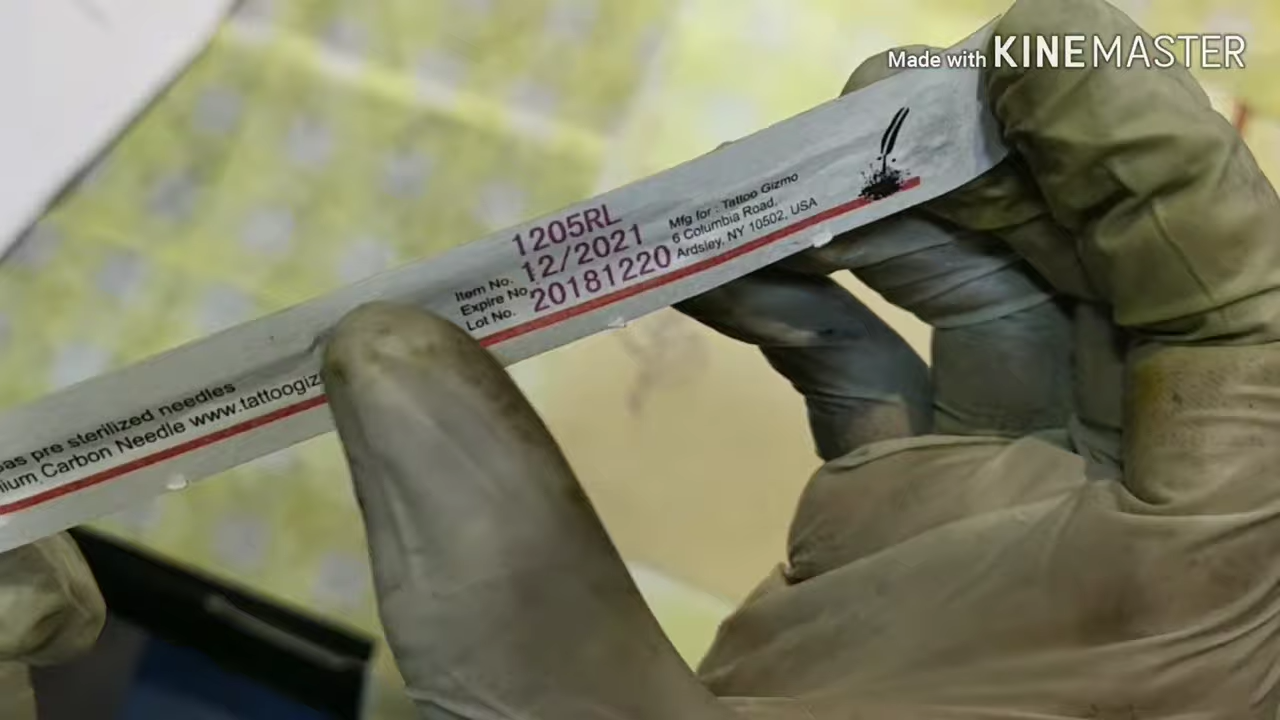 Made with KINEMASTER
Item No. 1205RL
Expire No. 12/2021
Lot No. 20181220
Mfg for : Tattoo Gizmo
6 Columbia Road.
Ardsley, NY 10502, USA
pre sterilized needles
Carbon Needle www.tattoogiz